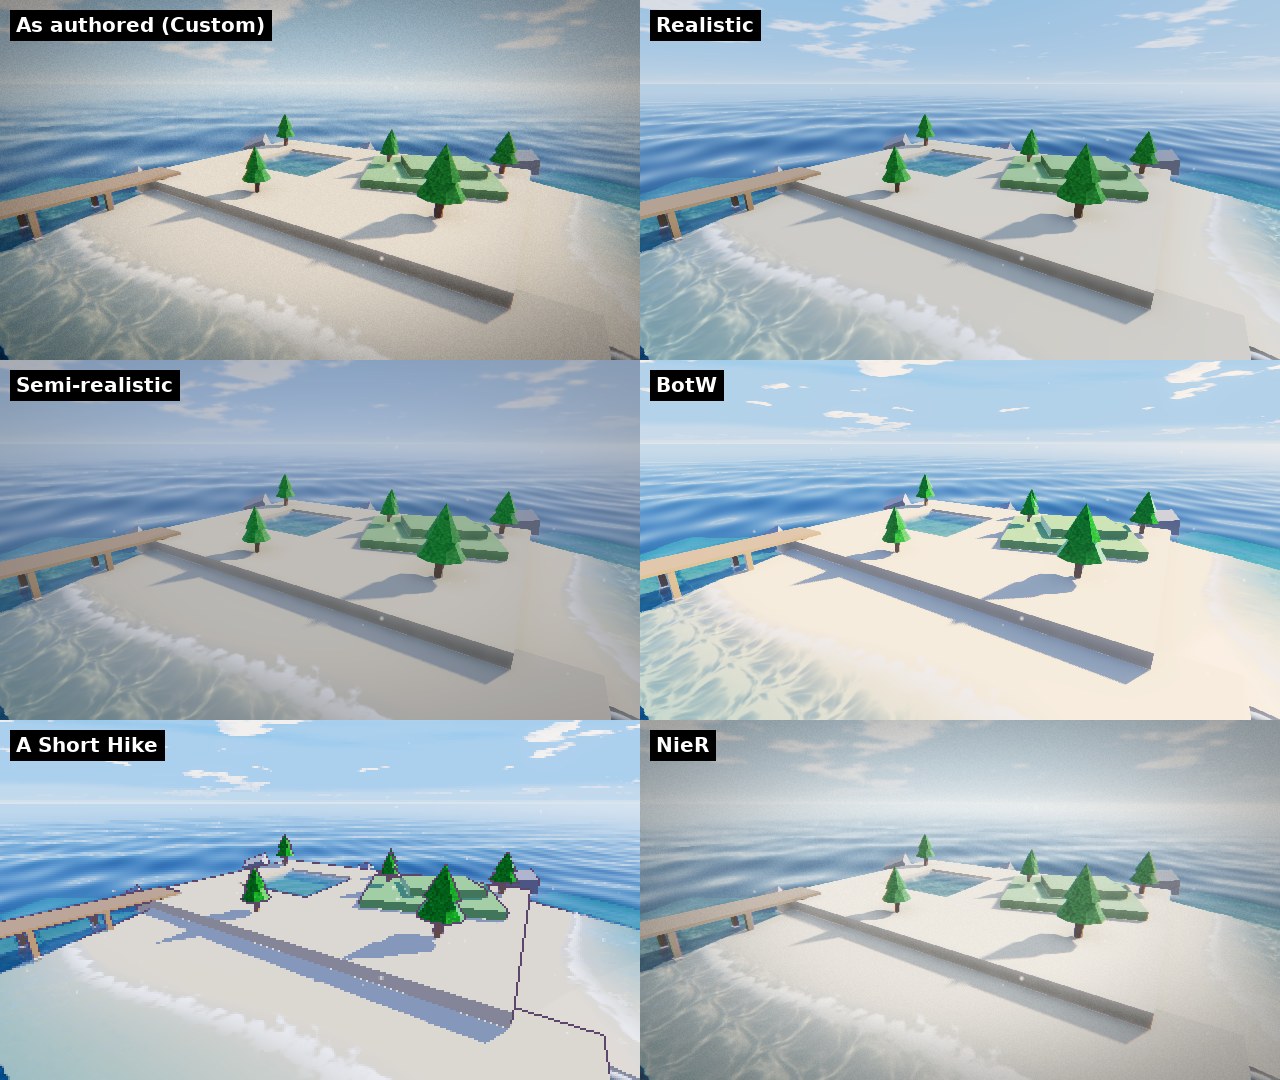 As authored (Custom)
Realistic
Semi-realistic
BotW
A Short Hike
NieR